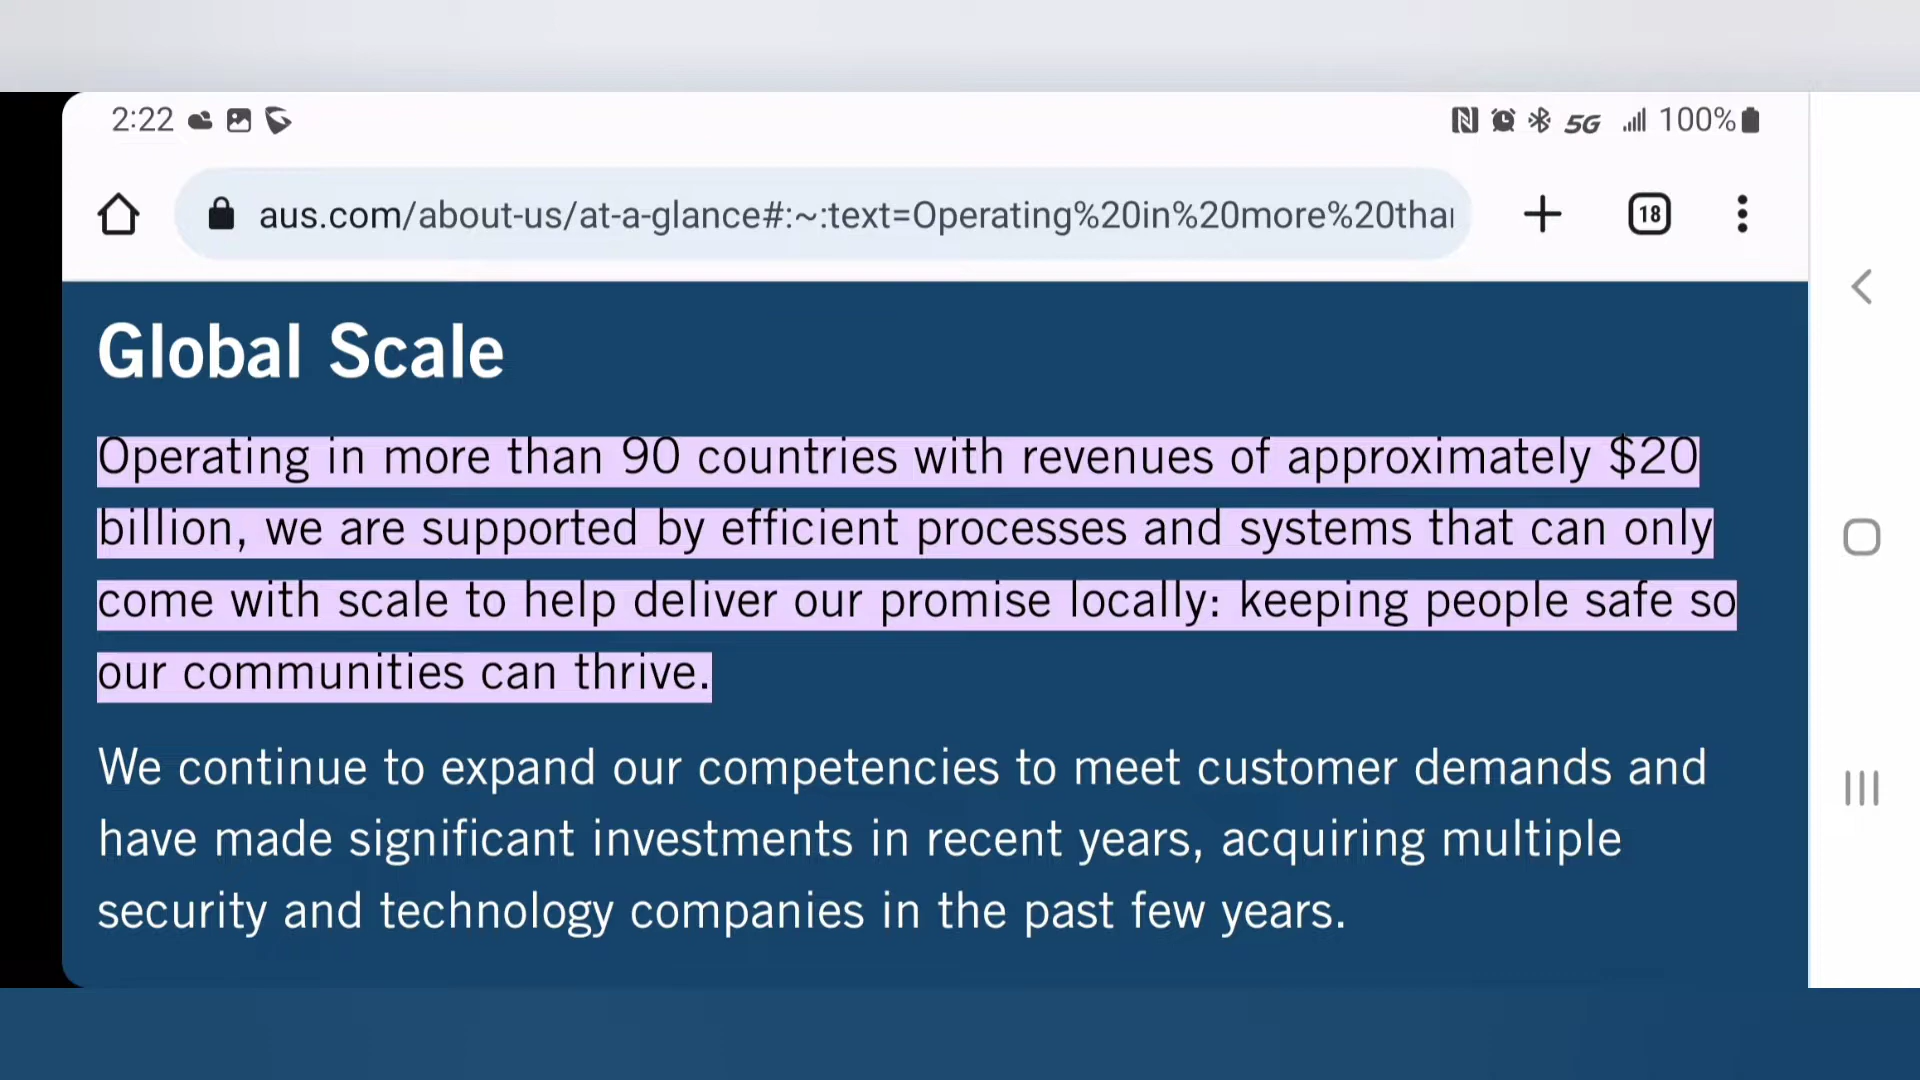 2:22
5G 100%
aus.com/about-us/at-a-glance#:~:text=Operating%20in%20more%20tha
18
Global Scale
Operating in more than 90 countries with revenues of approximately $20
billion, we are supported by efficient processes and systems that can only
come with scale to help deliver our promise locally: keeping people safe so
our communities can thrive.
We continue to expand our competencies to meet customer demands and
have made significant investments in recent years, acquiring multiple
security and technology companies in the past few years.